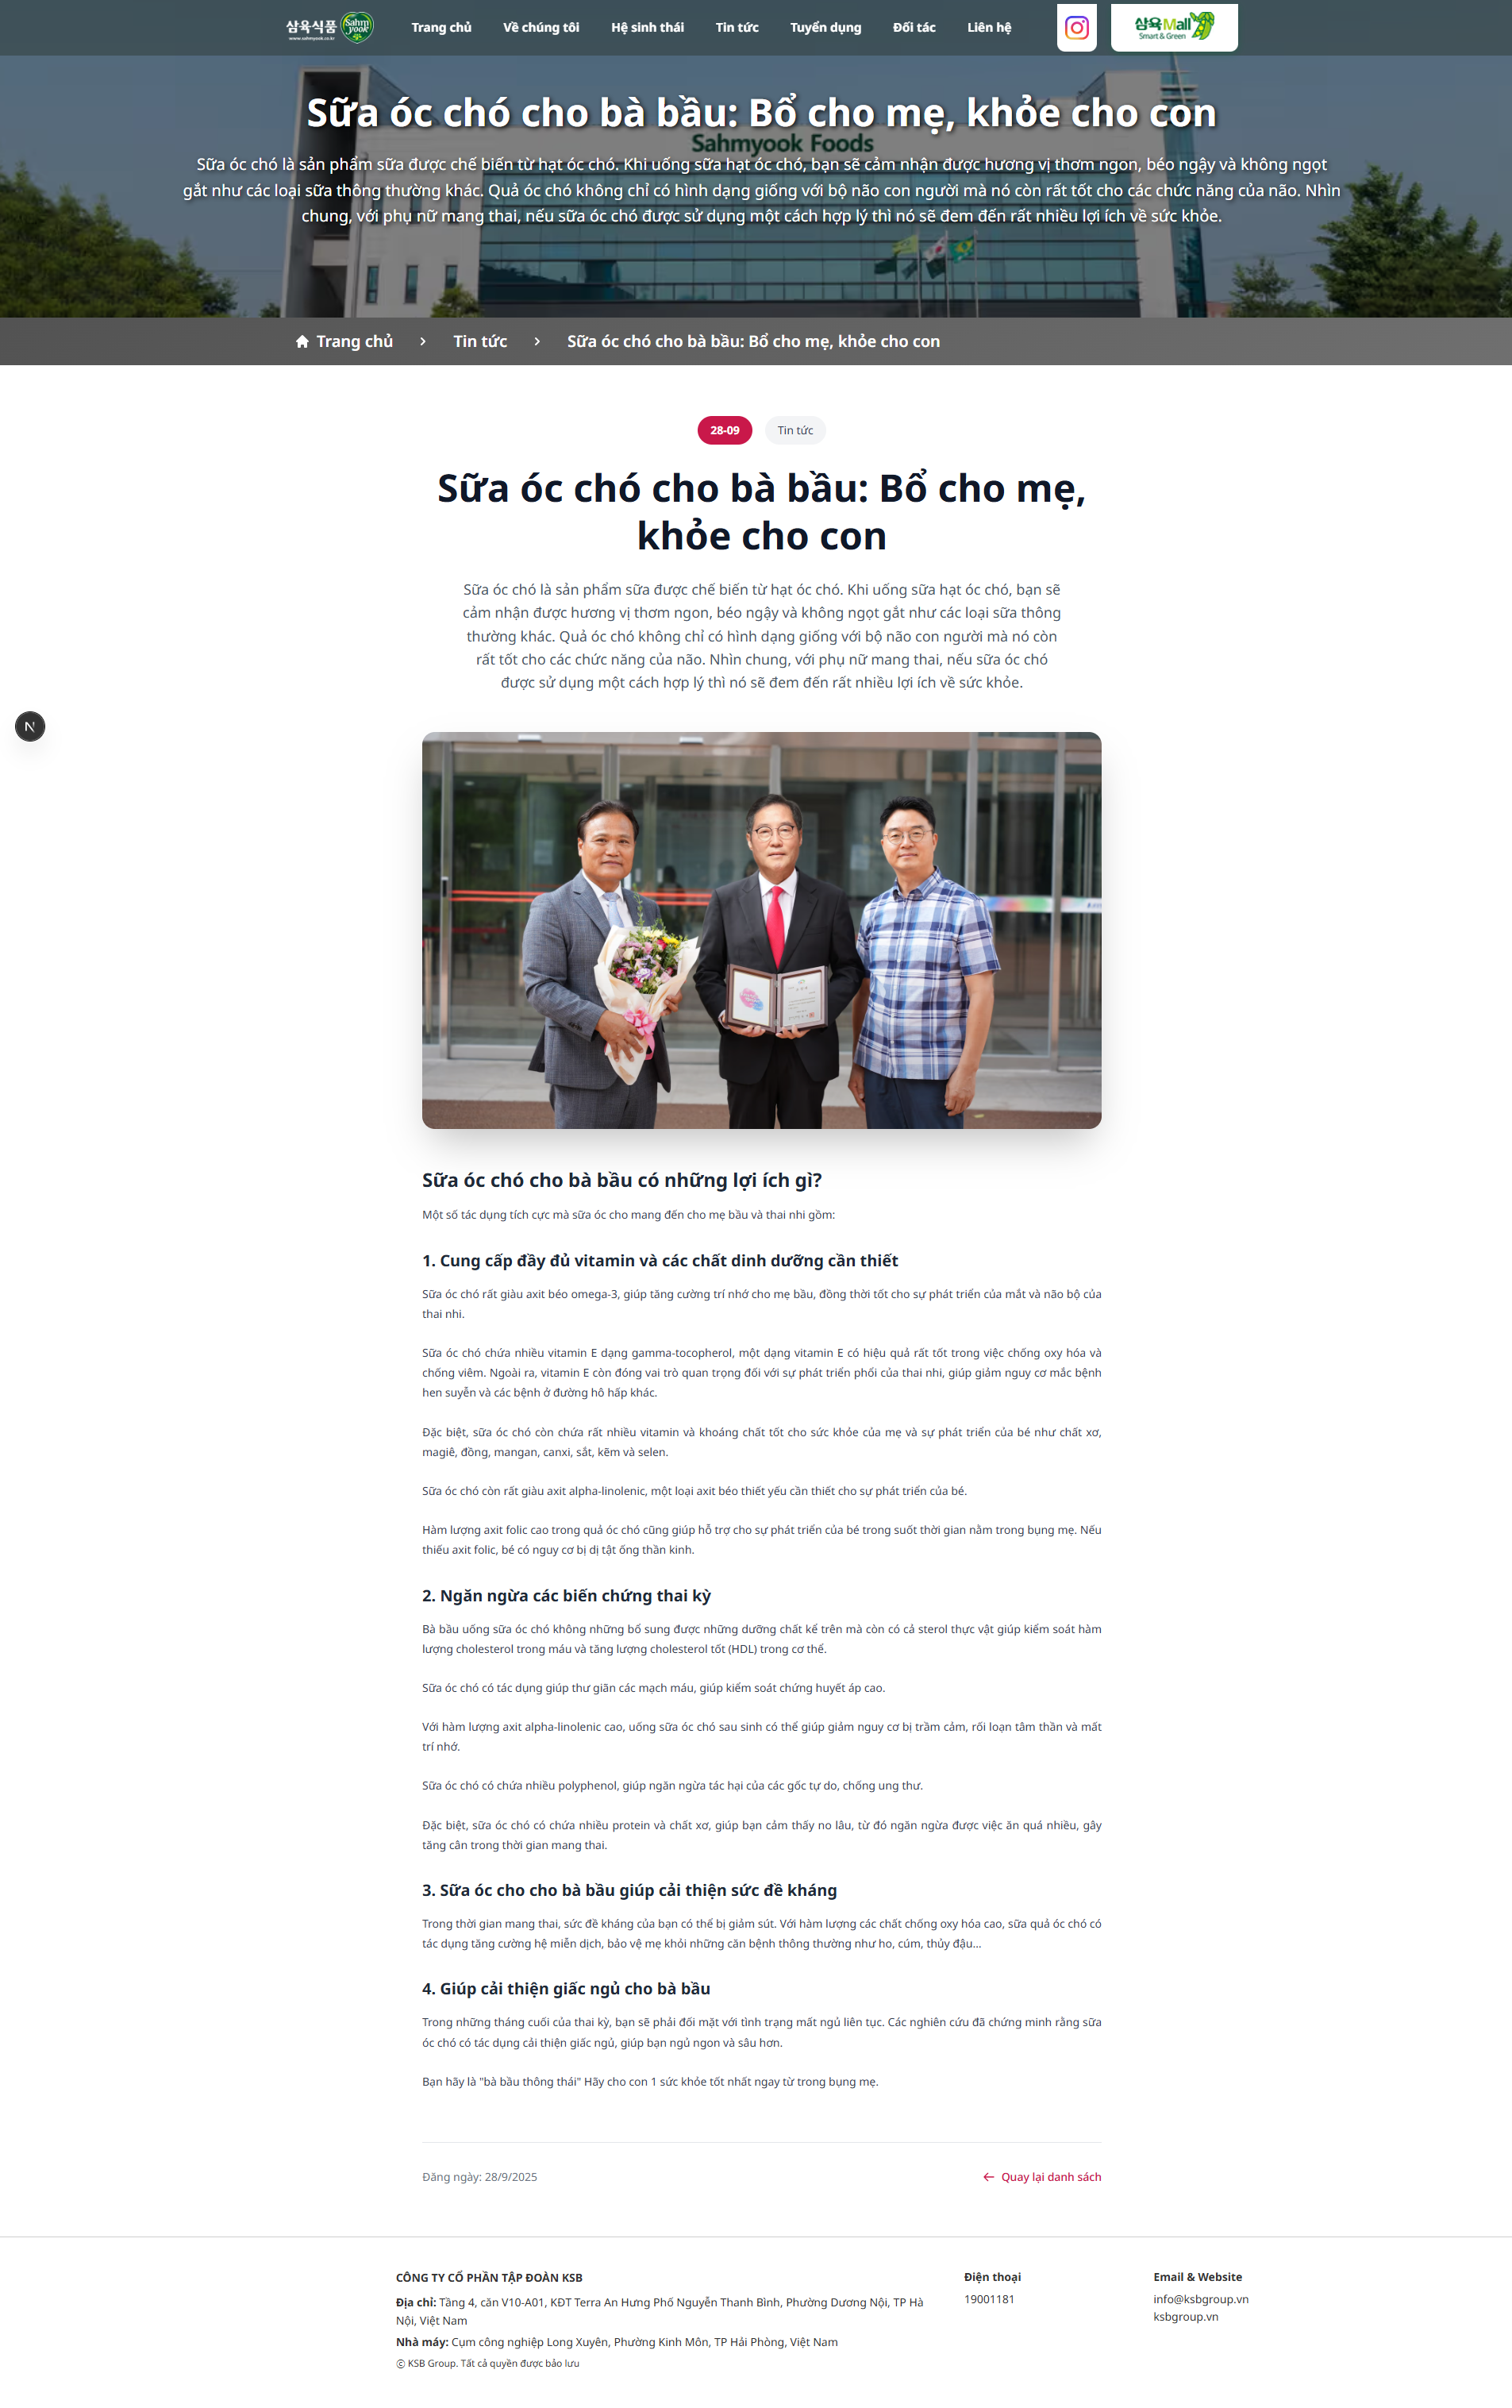 삼육식품 Sahm yook
www.sahmyook.co.kr
Trang chủ Về chúng tôi Hệ sinh thái Tin tức Tuyển dụng Đối tác Liên hệ
삼육Mall
Smart & Green
Sữa óc chó cho bà bầu: Bổ cho mẹ, khỏe cho con
Sahmyook Foods
Sữa óc chó là sản phẩm sữa được chế biến từ hạt óc chó. Khi uống sữa hạt óc chó, bạn sẽ cảm nhận được hương vị thơm ngon, béo ngậy và không ngọt
gắt như các loại sữa thông thường khác. Quả óc chó không chỉ có hình dạng giống với bộ não con người mà nó còn rất tốt cho các chức năng của não. Nhìn
chung, với phụ nữ mang thai, nếu sữa óc chó được sử dụng một cách hợp lý thì nó sẽ đem đến rất nhiều lợi ích về sức khỏe.
Trang chủ > Tin tức > Sữa óc chó cho bà bầu: Bổ cho mẹ, khỏe cho con
28-09 Tin tức
Sữa óc chó cho bà bầu: Bổ cho mẹ,
khỏe cho con
Sữa óc chó là sản phẩm sữa được chế biến từ hạt óc chó. Khi uống sữa hạt óc chó, bạn sẽ
cảm nhận được hương vị thơm ngon, béo ngậy và không ngọt gắt như các loại sữa thông
thường khác. Quả óc chó không chỉ có hình dạng giống với bộ não con người mà nó còn
rất tốt cho các chức năng của não. Nhìn chung, với phụ nữ mang thai, nếu sữa óc chó
được sử dụng một cách hợp lý thì nó sẽ đem đến rất nhiều lợi ích về sức khỏe.
N
Sữa óc chó cho bà bầu có những lợi ích gì?
Một số tác dụng tích cực mà sữa óc cho mang đến cho mẹ bầu và thai nhi gồm:
1. Cung cấp đầy đủ vitamin và các chất dinh dưỡng cần thiết
Sữa óc chó rất giàu axit béo omega-3, giúp tăng cường trí nhớ cho mẹ bầu, đồng thời tốt cho sự phát triển của mắt và não bộ của
thai nhi.
Sữa óc chó chứa nhiều vitamin E dạng gamma-tocopherol, một dạng vitamin E có hiệu quả rất tốt trong việc chống oxy hóa và
chống viêm. Ngoài ra, vitamin E còn đóng vai trò quan trọng đối với sự phát triển phổi của thai nhi, giúp giảm nguy cơ mắc bệnh
hen suyễn và các bệnh ở đường hô hấp khác.
Đặc biệt, sữa óc chó còn chứa rất nhiều vitamin và khoáng chất tốt cho sức khỏe của mẹ và sự phát triển của bé như chất xơ,
magiê, đồng, mangan, canxi, sắt, kẽm và selen.
Sữa óc chó còn rất giàu axit alpha-linolenic, một loại axit béo thiết yếu cần thiết cho sự phát triển của bé.
Hàm lượng axit folic cao trong quả óc chó cũng giúp hỗ trợ cho sự phát triển của bé trong suốt thời gian nằm trong bụng mẹ. Nếu
thiếu axit folic, bé có nguy cơ bị dị tật ống thần kinh.
2. Ngăn ngừa các biến chứng thai kỳ
Bà bầu uống sữa óc chó không những bổ sung được những dưỡng chất kể trên mà còn có cả sterol thực vật giúp kiểm soát hàm
lượng cholesterol trong máu và tăng lượng cholesterol tốt (HDL) trong cơ thể.
Sữa óc chó có tác dụng giúp thư giãn các mạch máu, giúp kiểm soát chứng huyết áp cao.
Với hàm lượng axit alpha-linolenic cao, uống sữa óc chó sau sinh có thể giúp giảm nguy cơ bị trầm cảm, rối loạn tâm thần và mất
trí nhớ.
Sữa óc chó có chứa nhiều polyphenol, giúp ngăn ngừa tác hại của các gốc tự do, chống ung thư.
Đặc biệt, sữa óc chó có chứa nhiều protein và chất xơ, giúp bạn cảm thấy no lâu, từ đó ngăn ngừa được việc ăn quá nhiều, gây
tăng cân trong thời gian mang thai.
3. Sữa óc cho cho bà bầu giúp cải thiện sức đề kháng
Trong thời gian mang thai, sức đề kháng của bạn có thể bị giảm sút. Với hàm lượng các chất chống oxy hóa cao, sữa quả óc chó có
tác dụng tăng cường hệ miễn dịch, bảo vệ mẹ khỏi những căn bệnh thông thường như ho, cúm, thủy đậu...
4. Giúp cải thiện giấc ngủ cho bà bầu
Trong những tháng cuối của thai kỳ, bạn sẽ phải đối mặt với tình trạng mất ngủ liên tục. Các nghiên cứu đã chứng minh rằng sữa
óc chó có tác dụng cải thiện giấc ngủ, giúp bạn ngủ ngon và sâu hơn.
Bạn hãy là "bà bầu thông thái" Hãy cho con 1 sức khỏe tốt nhất ngay từ trong bụng mẹ.
Đăng ngày: 28/9/2025 ← Quay lại danh sách
CÔNG TY CỔ PHẦN TẬP ĐOÀN KSB
Địa chỉ: Tầng 4, căn V10-A01, KĐT Terra An Hưng Phố Nguyễn Thanh Bình, Phường Dương Nội, TP Hà
Nội, Việt Nam
Nhà máy: Cụm công nghiệp Long Xuyên, Phường Kinh Môn, TP Hải Phòng, Việt Nam
© KSB Group. Tất cả quyền được bảo lưu
Điện thoại
19001181
Email & Website
info@ksbgroup.vn
ksbgroup.vn